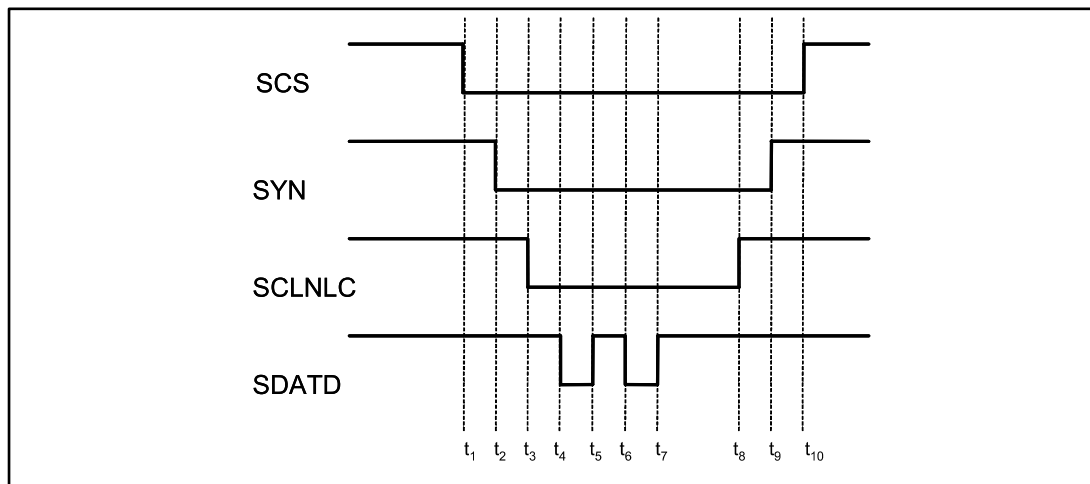 SCS
SYN
SCLNLC
SDATD
t1 t2 t3 t4 t5 t6 t7 t8 t9 t10